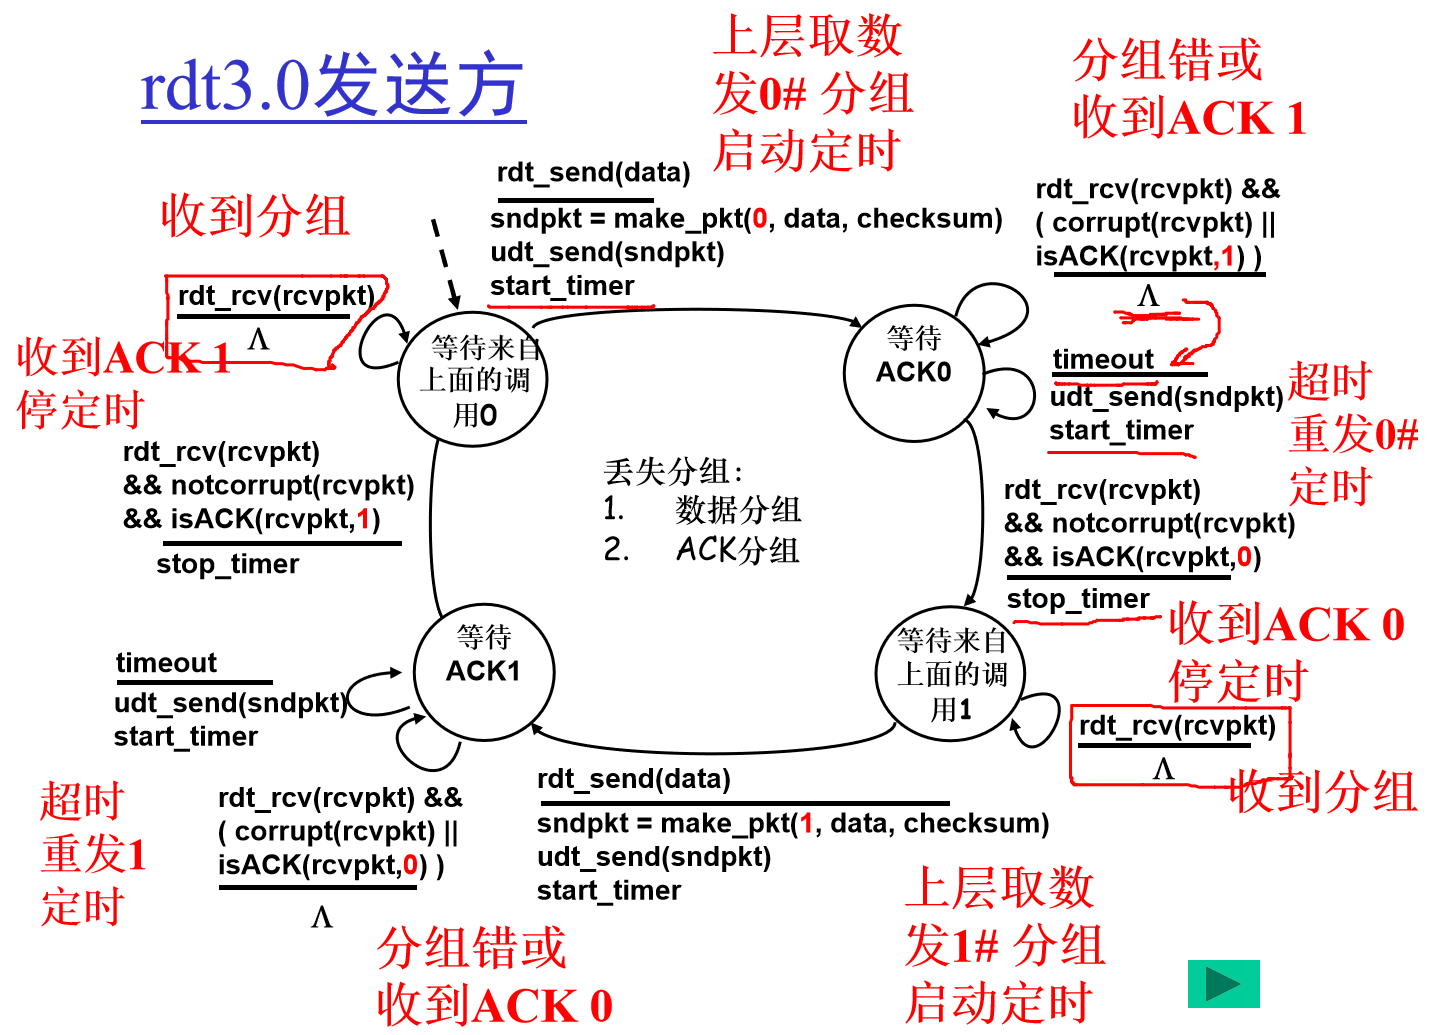 rdt3.0发送方
上层取数
发0# 分组
启动定时
分组错或
收到ACK 1
rdt_send(data)
sndpkt = make_pkt(0, data, checksum)
udt_send(sndpkt)
start_timer
rdt_rcv(rcvpkt) &&
( corrupt(rcvpkt) ||
isACK(rcvpkt,1) )
Λ
收到分组
rdt_rcv(rcvpkt)
Λ
等待来自
上面的调
用0
等待
ACK0
timeout
udt_send(sndpkt)
start_timer
超时
重发0#
定时
收到ACK 1
停定时
rdt_rcv(rcvpkt)
&& notcorrupt(rcvpkt)
&& isACK(rcvpkt,1)
stop_timer
丢失分组：
1. 数据分组
2. ACK分组
rdt_rcv(rcvpkt)
&& notcorrupt(rcvpkt)
&& isACK(rcvpkt,0)
stop_timer
收到ACK 0
停定时
等待
ACK1
等待来自
上面的调
用1
timeout
udt_send(sndpkt)
start_timer
rdt_rcv(rcvpkt)
Λ
收到分组
超时
重发1
定时
rdt_rcv(rcvpkt) &&
( corrupt(rcvpkt) ||
isACK(rcvpkt,0) )
Λ
rdt_send(data)
sndpkt = make_pkt(1, data, checksum)
udt_send(sndpkt)
start_timer
分组错或
收到ACK 0
上层取数
发1# 分组
启动定时